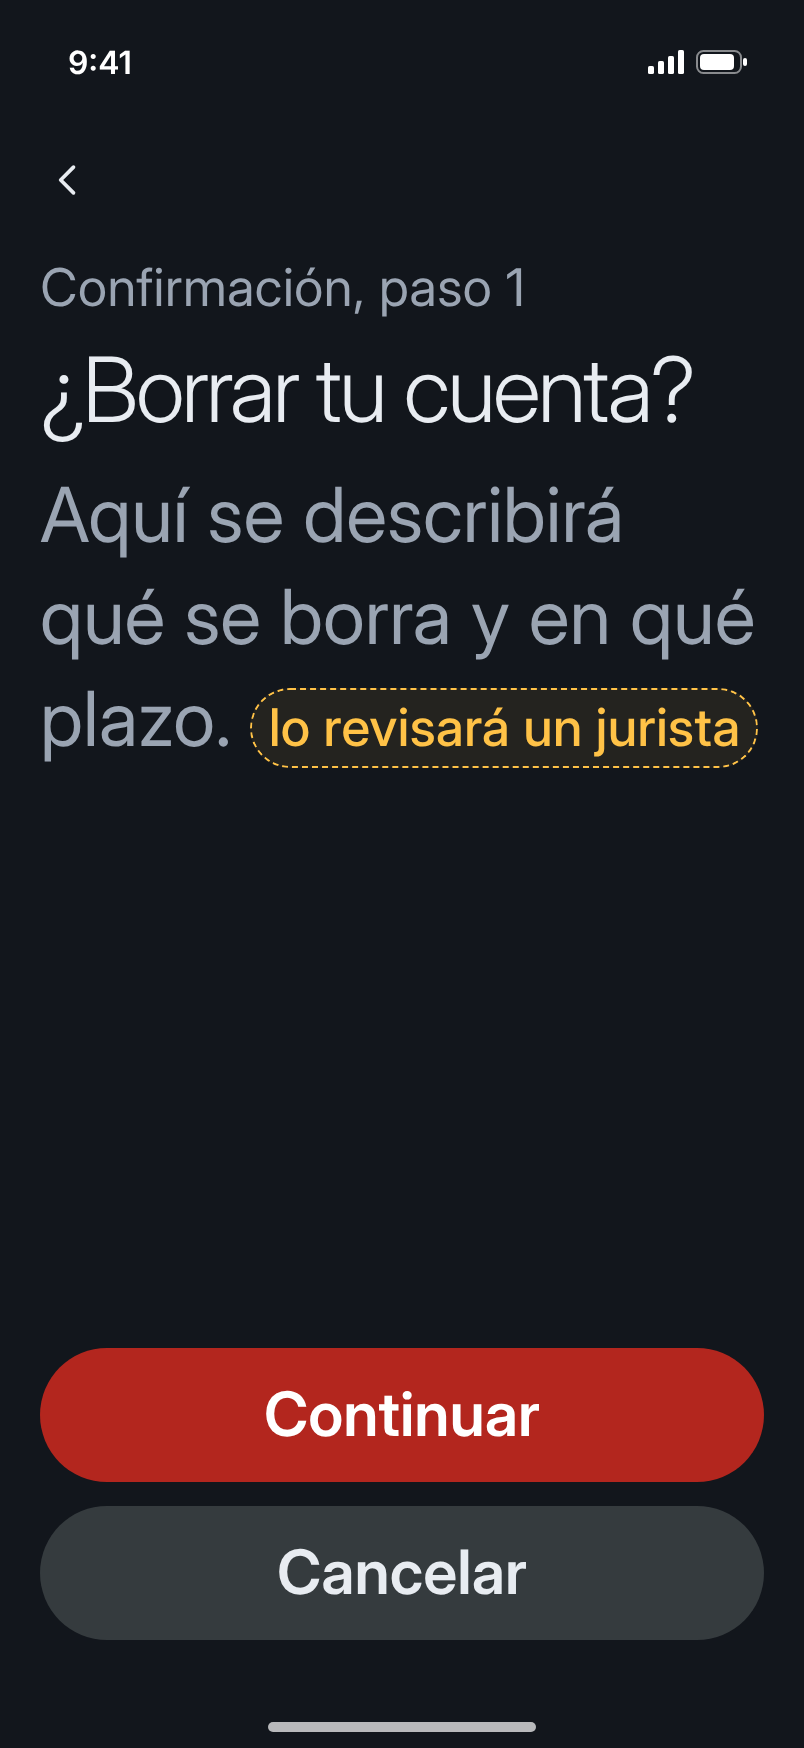 9:41
Confirmación, paso 1
¿Borrar tu cuenta?
Aquí se describirá
qué se borra y en qué
plazo. lo revisará un jurista
Continuar
Cancelar